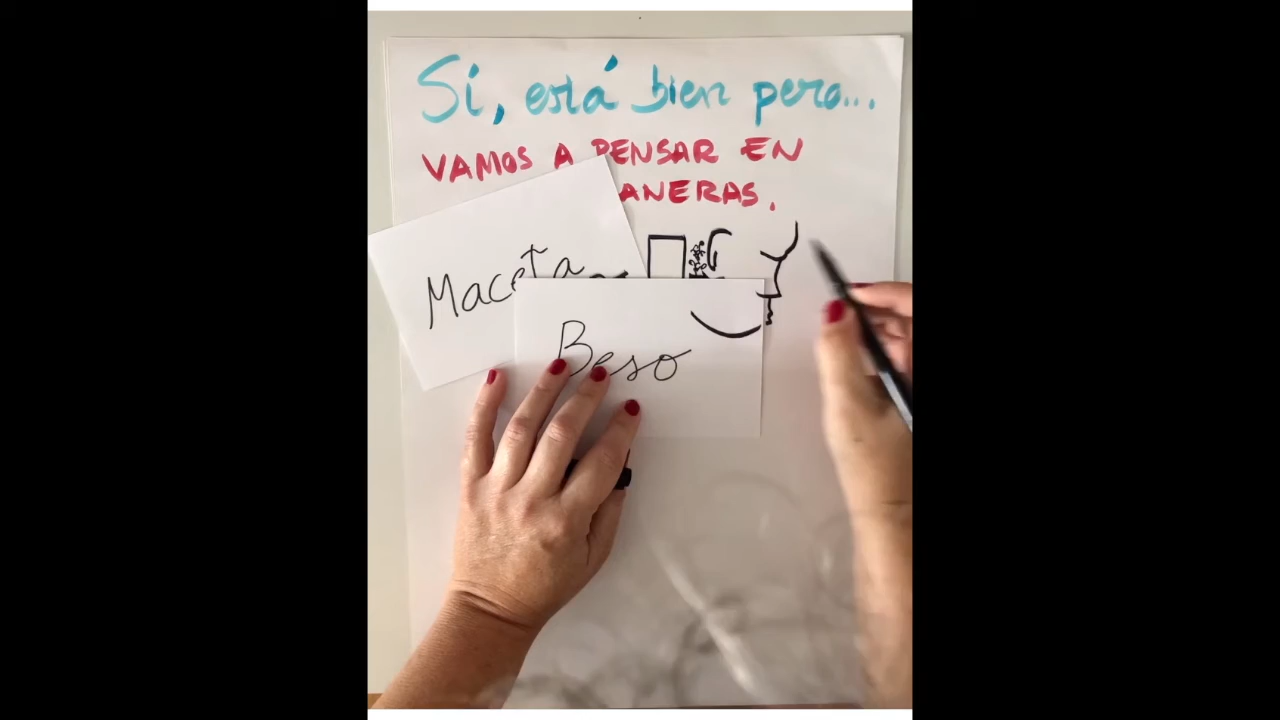 Sí, está bien pero...
VAMOS A PENSAR EN
ANERAS.
Maceta
Beso